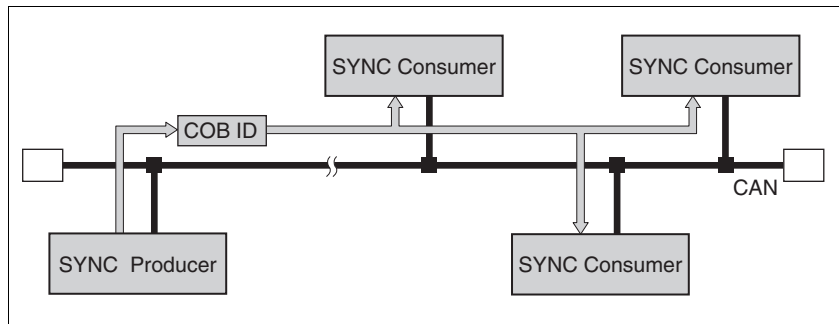 SYNC Consumer
SYNC Consumer
COB ID
CAN
SYNC Producer
SYNC Consumer